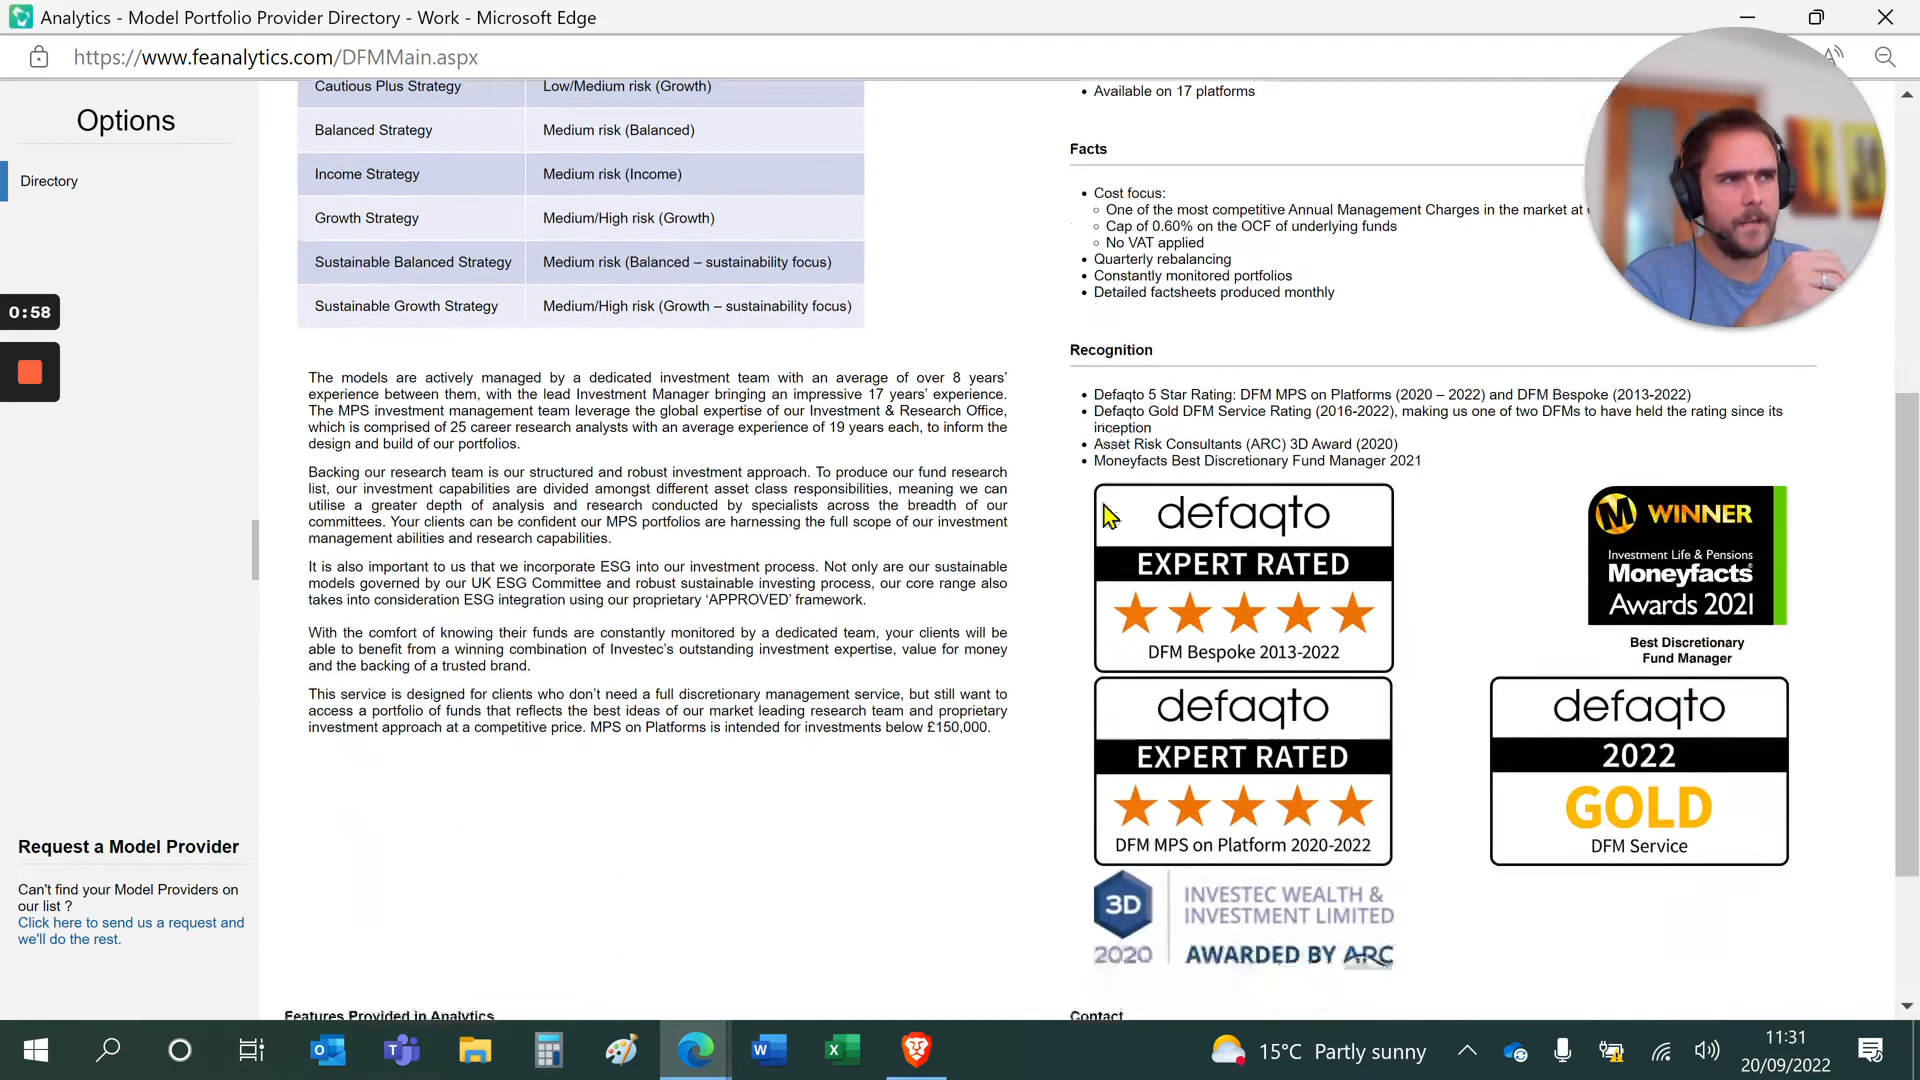 Analytics - Model Portfolio Provider Directory - Work - Microsoft Edge
https://www.feanalytics.com/DFMMain.aspx
Options
Directory
0:58
Request a Model Provider
Can't find your Model Providers on
our list ?
Click here to send us a request and
we'll do the rest.
Cautious Plus Strategy Low/Medium risk (Growth)
Balanced Strategy Medium risk (Balanced)
Income Strategy Medium risk (Income)
Growth Strategy Medium/High risk (Growth)
Sustainable Balanced Strategy Medium risk (Balanced – sustainability focus)
Sustainable Growth Strategy Medium/High risk (Growth – sustainability focus)
The models are actively managed by a dedicated investment team with an average of over 8 years'
experience between them, with the lead Investment Manager bringing an impressive 17 years' experience.
The MPS investment management team leverage the global expertise of our Investment & Research Office,
which is comprised of 25 career research analysts with an average experience of 19 years each, to inform the
design and build of our portfolios.
Backing our research team is our structured and robust investment approach. To produce our fund research
list, our investment capabilities are divided amongst different asset class responsibilities, meaning we can
utilise a greater depth of analysis and research conducted by specialists across the breadth of our
committees. Your clients can be confident our MPS portfolios are harnessing the full scope of our investment
management abilities and research capabilities.
It is also important to us that we incorporate ESG into our investment process. Not only are our sustainable
models governed by our UK ESG Committee and robust sustainable investing process, our core range also
takes into consideration ESG integration using our proprietary 'APPROVED' framework.
With the comfort of knowing their funds are constantly monitored by a dedicated team, your clients will be
able to benefit from a winning combination of Investec's outstanding investment expertise, value for money
and the backing of a trusted brand.
This service is designed for clients who don't need a full discretionary management service, but still want to
access a portfolio of funds that reflects the best ideas of our market leading research team and proprietary
investment approach at a competitive price. MPS on Platforms is intended for investments below £150,000.
Features Provided in Analytics
• Available on 17 platforms
Facts
• Cost focus:
One of the most competitive Annual Management Charges in the market at
Cap of 0.60% on the OCF of underlying funds
No VAT applied
• Quarterly rebalancing
• Constantly monitored portfolios
• Detailed factsheets produced monthly
Recognition
• Defaqto 5 Star Rating: DFM MPS on Platforms (2020 – 2022) and DFM Bespoke (2013-2022)
• Defaqto Gold DFM Service Rating (2016-2022), making us one of two DFMs to have held the rating since its
inception
• Asset Risk Consultants (ARC) 3D Award (2020)
• Moneyfacts Best Discretionary Fund Manager 2021
defaqto
EXPERT RATED
DFM Bespoke 2013-2022
WINNER
Investment Life & Pensions
Moneyfacts
Awards 2021
Best Discretionary
Fund Manager
defaqto
EXPERT RATED
DFM MPS on Platform 2020-2022
defaqto
2022
GOLD
DFM Service
3D
2020
INVESTEC WEALTH &
INVESTMENT LIMITED
AWARDED BY ARC
Contact
15°C Partly sunny
11:31
20/09/2022